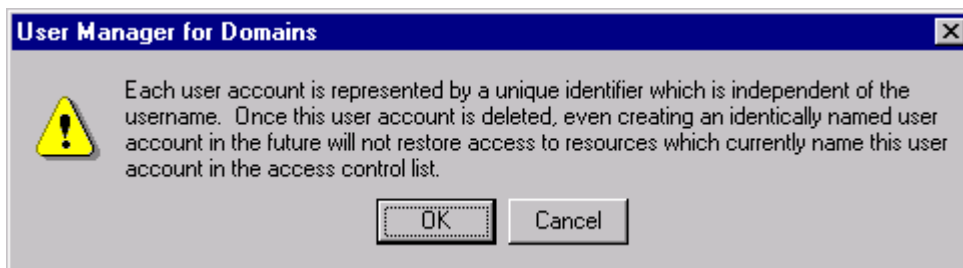 User Manager for Domains
Each user account is represented by a unique identifier which is independent of the
username.  Once this user account is deleted, even creating an identically named user
account in the future will not restore access to resources which currently name this user
account in the access control list.
OK
Cancel